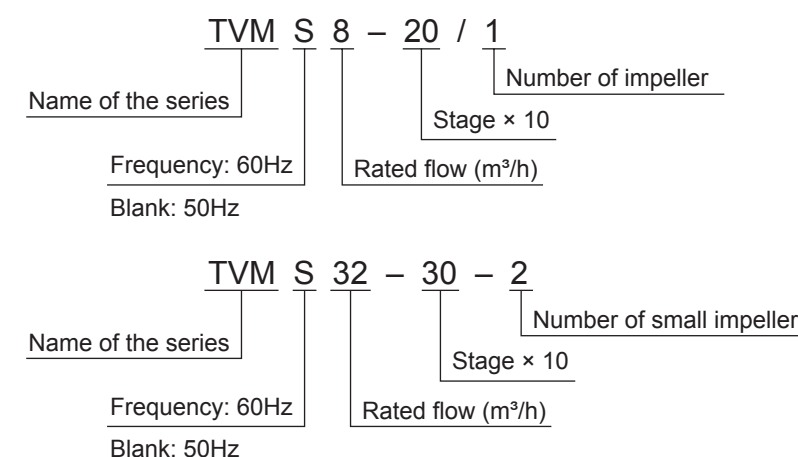 TVM S 8 – 20 / 1
Number of impeller
Name of the series
Stage × 10
Frequency: 60Hz
Rated flow (m³/h)
Blank: 50Hz
TVM S 32 – 30 – 2
Number of small impeller
Name of the series
Stage × 10
Frequency: 60Hz
Rated flow (m³/h)
Blank: 50Hz